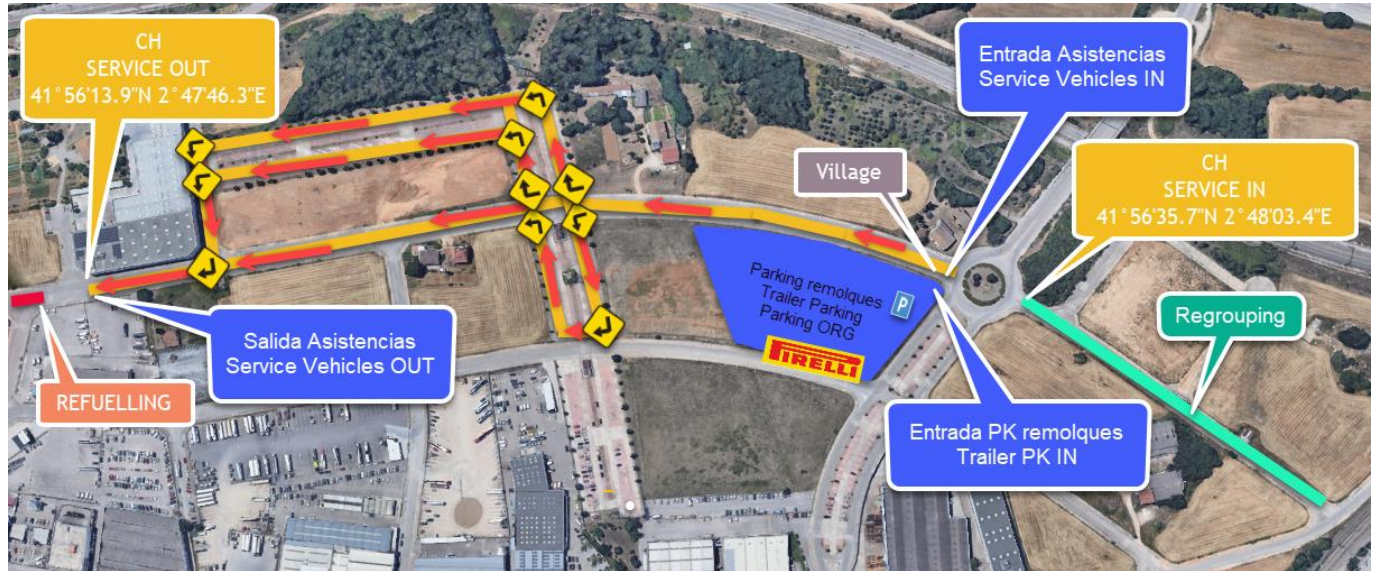 CH
SERVICE OUT
41°56'13.9"N 2°47'46.3"E
Entrada Asistencias
Service Vehicles IN
Village
CH
SERVICE IN
41°56'35.7"N 2°48'03.4"E
Parking remolques
Trailer Parking
Parking ORG
P
PIRELLI
Regrouping
Salida Asistencias
Service Vehicles OUT
REFUELLING
Entrada PK remolques
Trailer PK IN